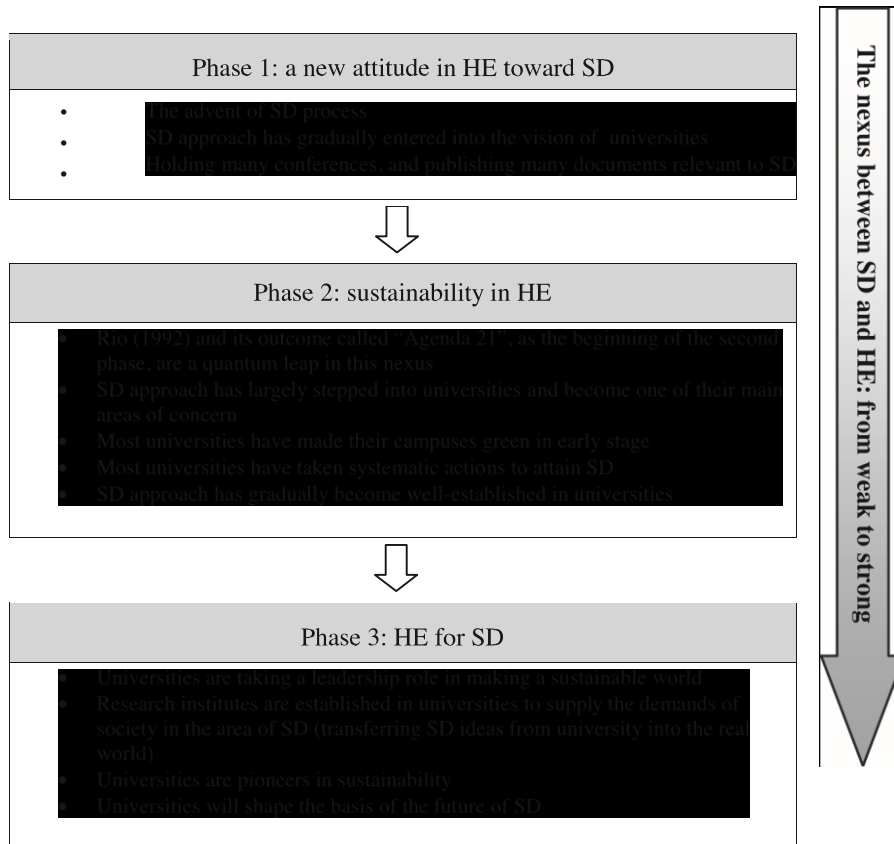 Phase 1: a new attitude in HE toward SD
• The advent of SD process
• SD approach has gradually entered into the vision of universities
• Holding many conferences, and publishing many documents relevant to SD
Phase 2: sustainability in HE
• Rio (1992) and its outcome called “Agenda 21”, as the beginning of the second
phase, are a quantum leap in this nexus
• SD approach has largely stepped into universities and become one of their main
areas of concern
• Most universities have made their campuses green in early stage
• Most universities have taken systematic actions to attain SD
• SD approach has gradually become well-established in universities
Phase 3: HE for SD
• Universities are taking a leadership role in making a sustainable world
• Research institutes are established in universities to supply the demands of
society in the area of SD (transferring SD ideas from university into the real
world)
• Universities are pioneers in sustainability
• Universities will shape the basis of the future of SD
The nexus between SD and HE: from weak to strong